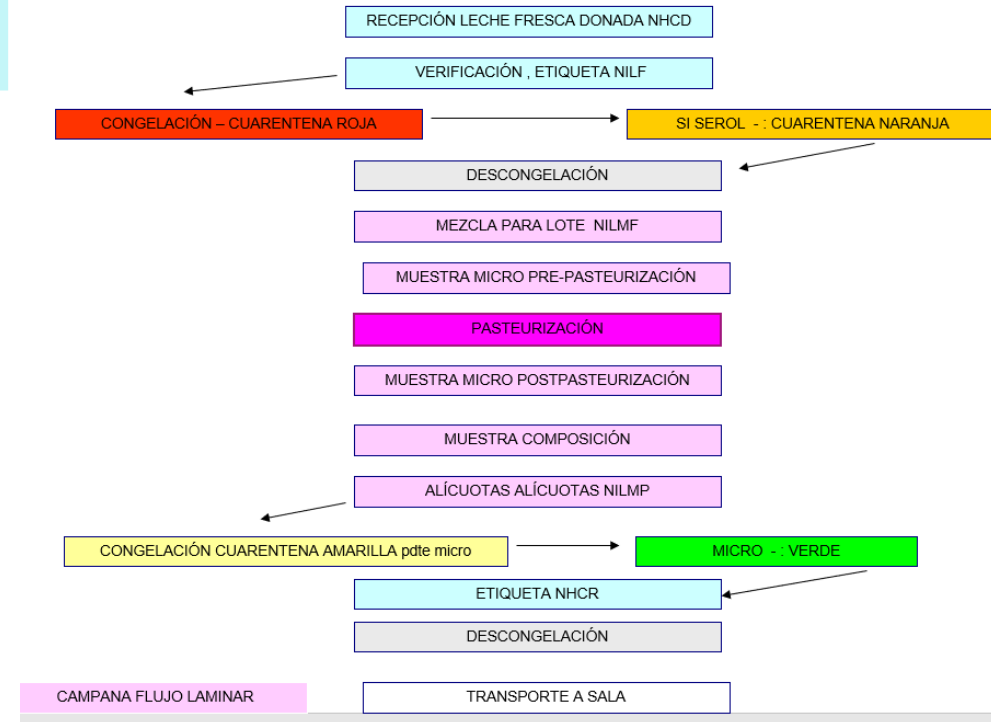 RECEPCIÓN LECHE FRESCA DONADA NHCD
VERIFICACIÓN , ETIQUETA NILF
CONGELACIÓN – CUARENTENA ROJA
SI SEROL - : CUARENTENA NARANJA
DESCONGELACIÓN
MEZCLA PARA LOTE NILMF
MUESTRA MICRO PRE-PASTEURIZACIÓN
PASTEURIZACIÓN
MUESTRA MICRO POSTPASTEURIZACIÓN
MUESTRA COMPOSICIÓN
ALÍCUOTAS ALÍCUOTAS NILMP
CONGELACIÓN CUARENTENA AMARILLA pdte micro
MICRO - : VERDE
ETIQUETA NHCR
DESCONGELACIÓN
CAMPANA FLUJO LAMINAR
TRANSPORTE A SALA